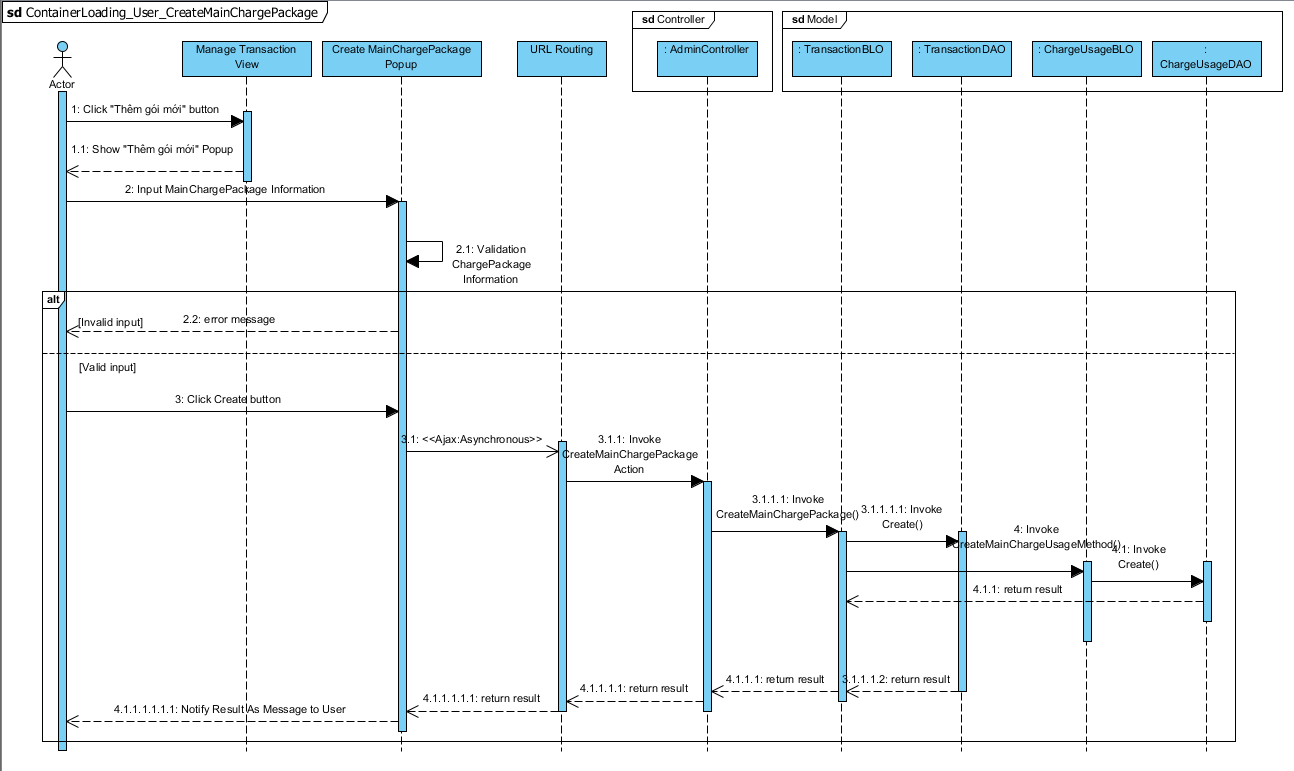 sd ContainerLoading_User_CreateMainChargePackage
sd Controller
sd Model
Actor
Manage Transaction
View
Create MainChargePackage
Popup
URL Routing
: AdminController
: TransactionBLO
: TransactionDAO
: ChargeUsageBLO
:
ChargeUsageDAO
1: Click "Thêm gói mới" button
1.1: Show "Thêm gói mới" Popup
2: Input MainChargePackage Information
2.1: Validation
ChargePackage
Information
alt
[Invalid input]
2.2: error message
[Valid input]
3: Click Create button
3.1: <<Ajax:Asynchronous>>
3.1.1: Invoke
CreateMainChargePackage
Action
3.1.1.1: Invoke
CreateMainChargePackage()
3.1.1.1.1: Invoke
Create()
4: Invoke
CreateMainChargeUsageMethod()
4.1: Invoke
Create()
4.1.1: return result
3.1.1.1.2: return result
4.1.1.1: return result
4.1.1.1.1: return result
4.1.1.1.1.1: return result
4.1.1.1.1.1.1: Notify Result As Message to User